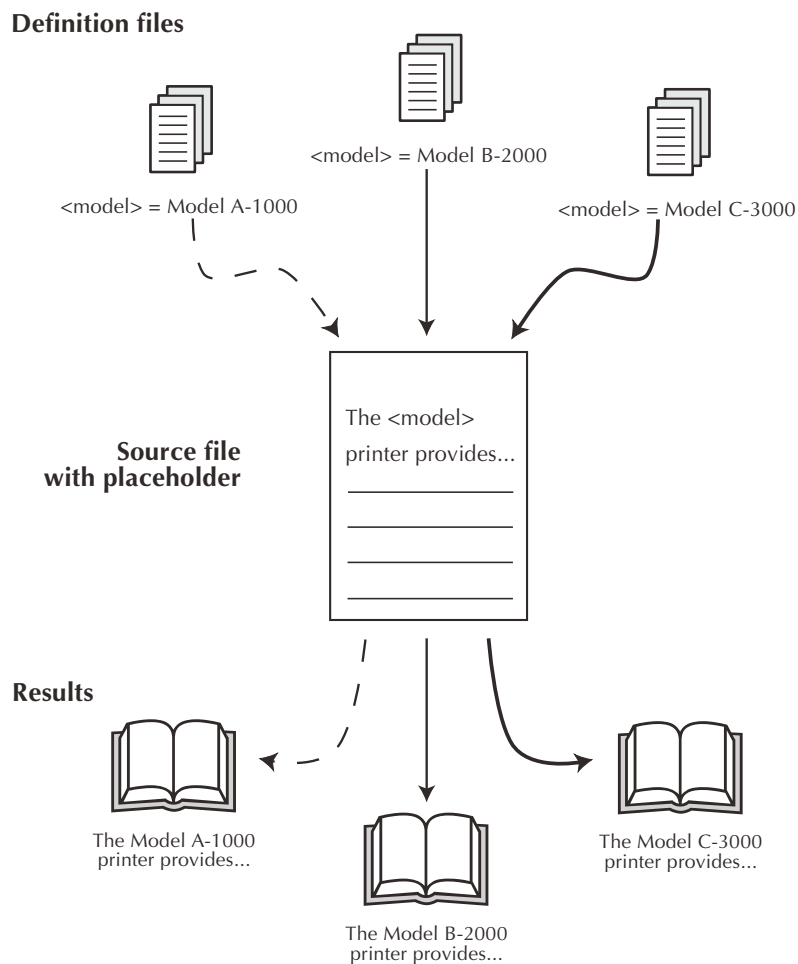 Definition files
<model> = Model B-2000
<model> = Model A-1000
<model> = Model C-3000
The <model>
printer provides...
Source file
with placeholder
Results
The Model A-1000
printer provides...
The Model C-3000
printer provides...
The Model B-2000
printer provides...